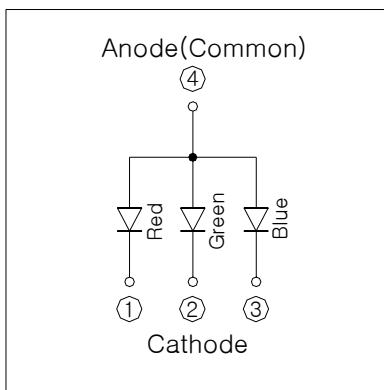 Anode(Common)
④
Red
Green
Blue
① ② ③
Cathode